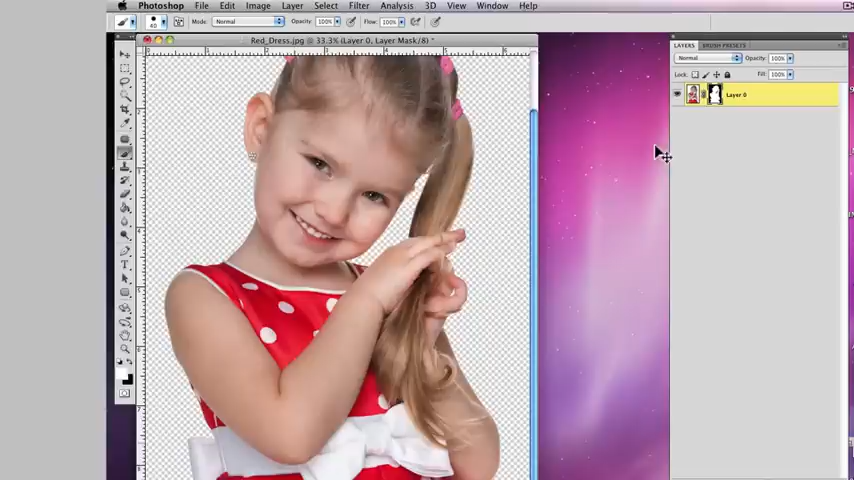 Photoshop File Edit Image Layer Select Filter Analysis 3D View Window Help
40 Mode: Normal Opacity: 100% Flow: 100%
Red_Dress.jpg @ 33.3% (Layer 0, Layer Mask/8) *
LAYERS BRUSH PRESETS
Normal Opacity: 100%
Lock: Fill: 100%
Layer 0